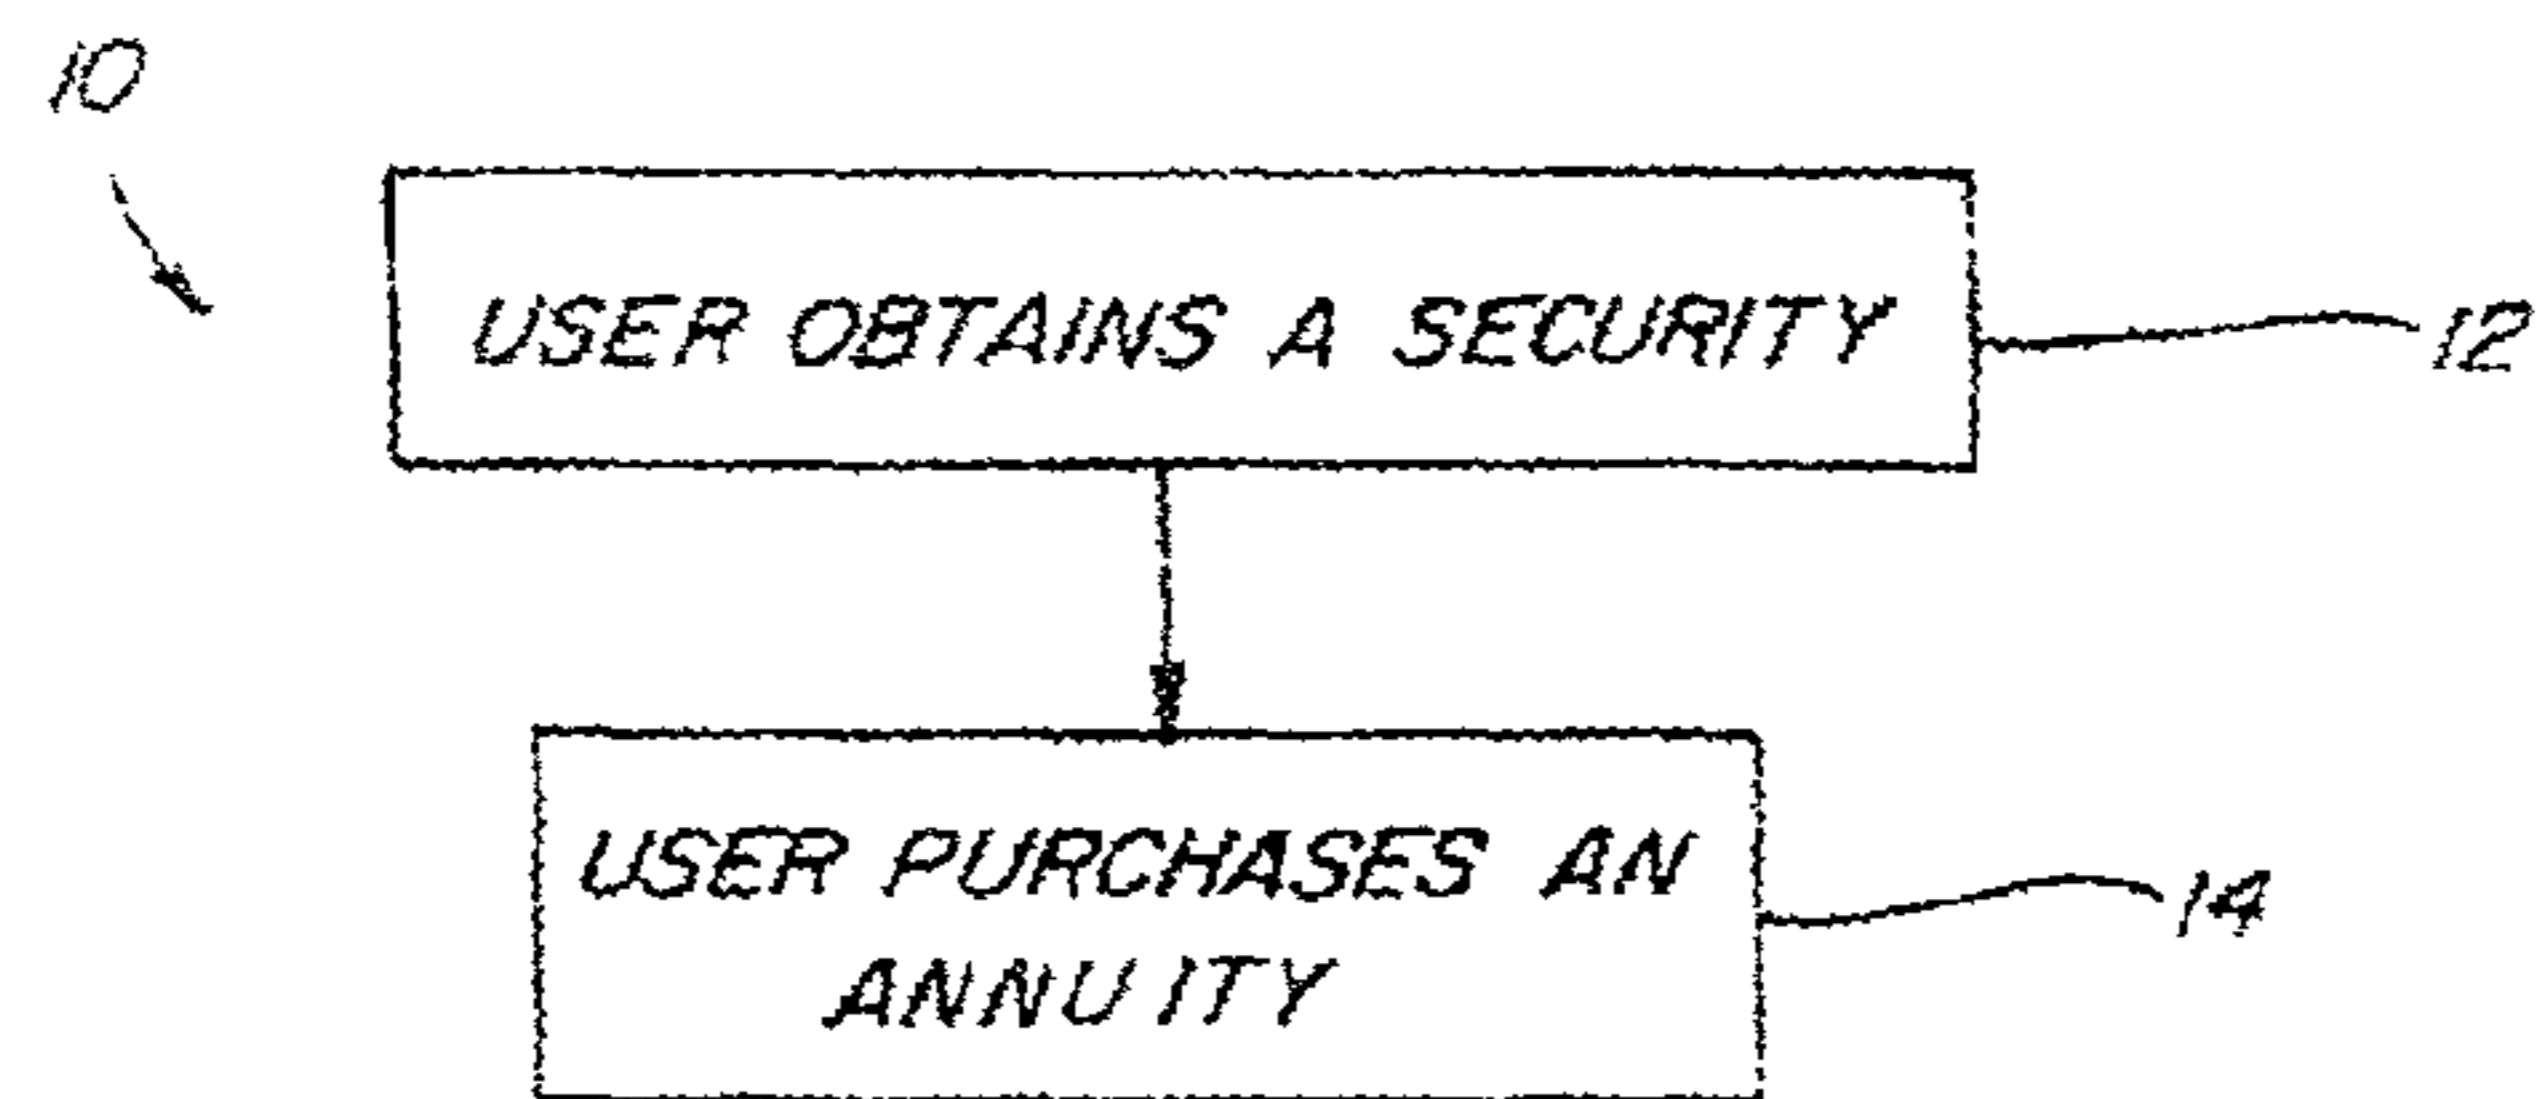 10
USER OBTAINS A SECURITY
12
USER PURCHASES AN
ANNUITY
14